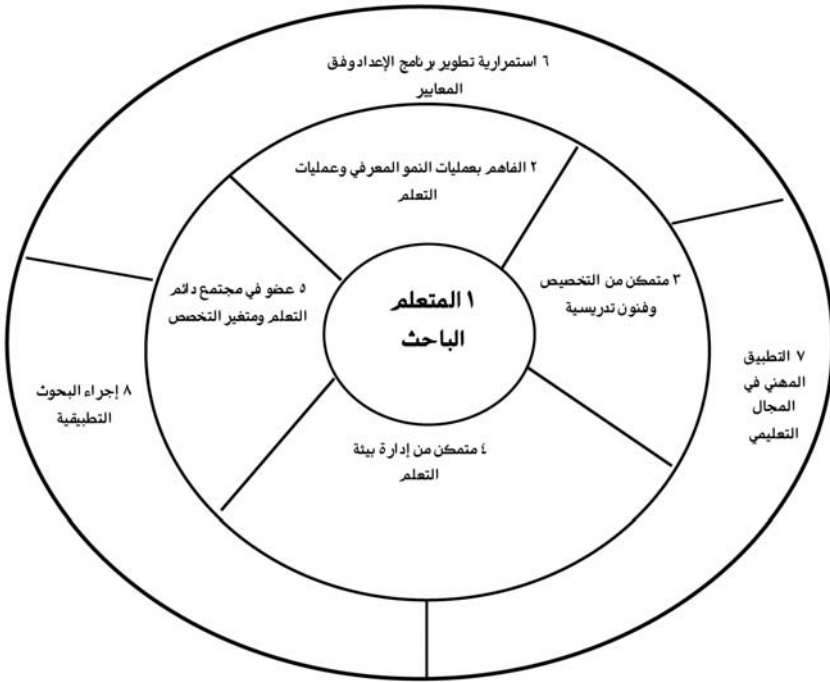 ٦ استمرارية تطوير برنامج الإعداد وفق
المعايير
٢ الفاهم بعمليات النمو المعرفي وعمليات
التعلم
٣ متمكن من التخصيص
وفنون تدريسية
٥ عضو في مجتمع دائم
التعلم ومتغير التخصص
١ المتعلم
الباحث
٧ التطبيق
المهني في
المجال
التعليمي
٨ إجراء البحوث
التطبيقية
٤ متمكن من إدارة بيئة
التعلم